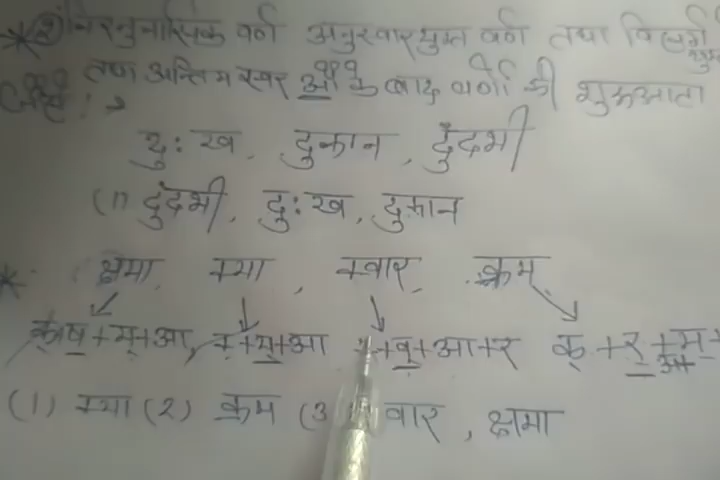 निरनुनासिक वर्ण अनुस्वारयुक्त वर्ण तथा विसर्ग
तथा अन्तिम स्वर औ के बाद वर्णों की शुरूआत
दुः ख, दुकान, दुंदभी
(1) दुंदभी, दुः ख, दुकान
* क्षमा, क्या, क्वार, क्रम
क्+ष्+म्+आ, क्+य्+आ क्+व्+आ+र क्+र्+अ+म्
(1) क्या (2) क्रम (3) क्वार, क्षमा